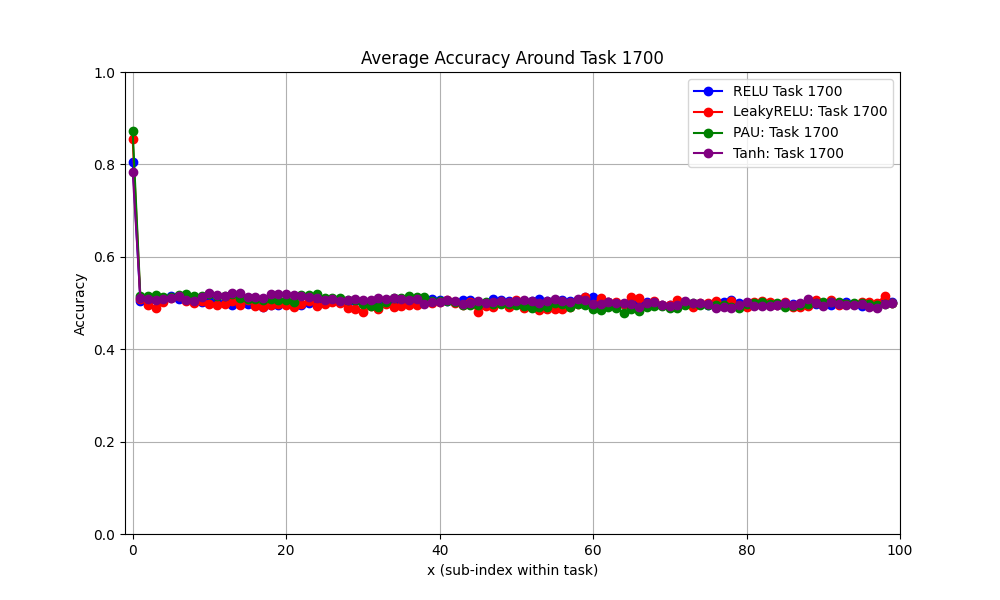 Average Accuracy Around Task 1700
1.0
0.8
0.6
0.4
0.2
0.0
Accuracy
RELU Task 1700
LeakyRELU: Task 1700
PAU: Task 1700
Tanh: Task 1700
0 20 40 60 80 100
x (sub-index within task)